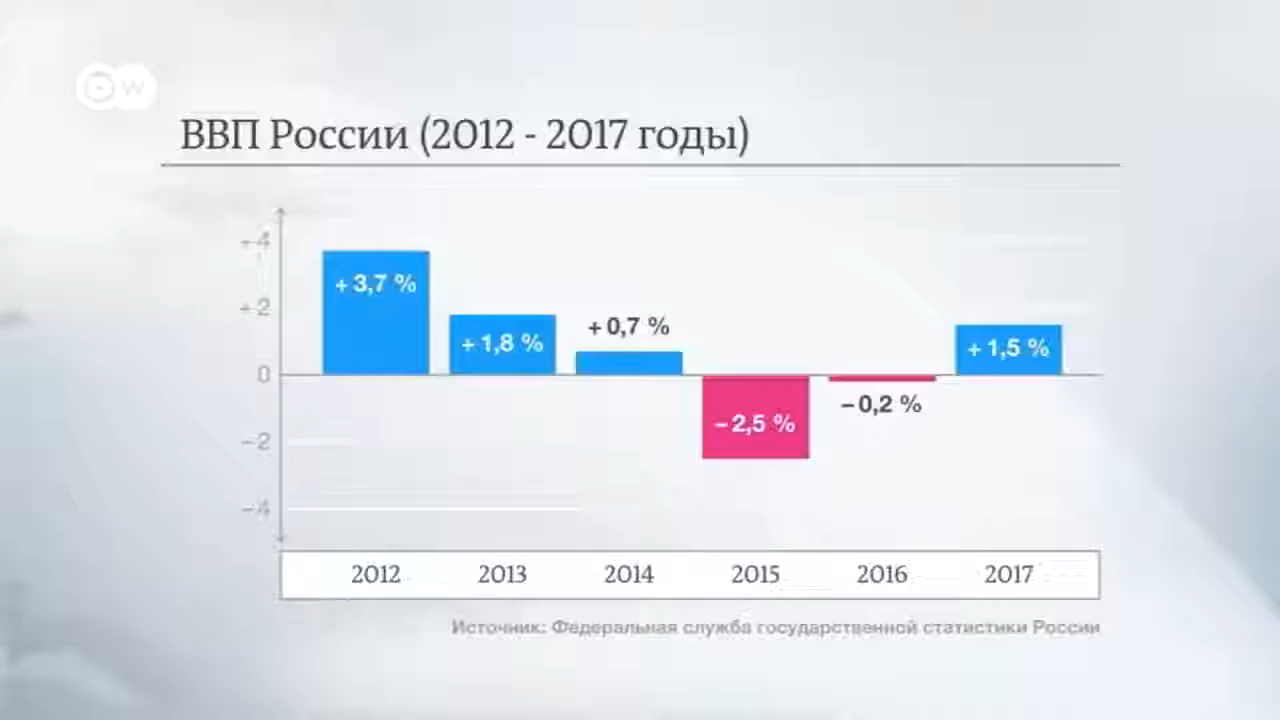 DW
ВВП России (2012 - 2017 годы)
+4
+2
0
−2
−4
+ 3,7 %
+ 1,8 %
+ 0,7 %
− 2,5 %
− 0,2 %
+ 1,5 %
2012 2013 2014 2015 2016 2017
Источник: Федеральная служба государственной статистики России